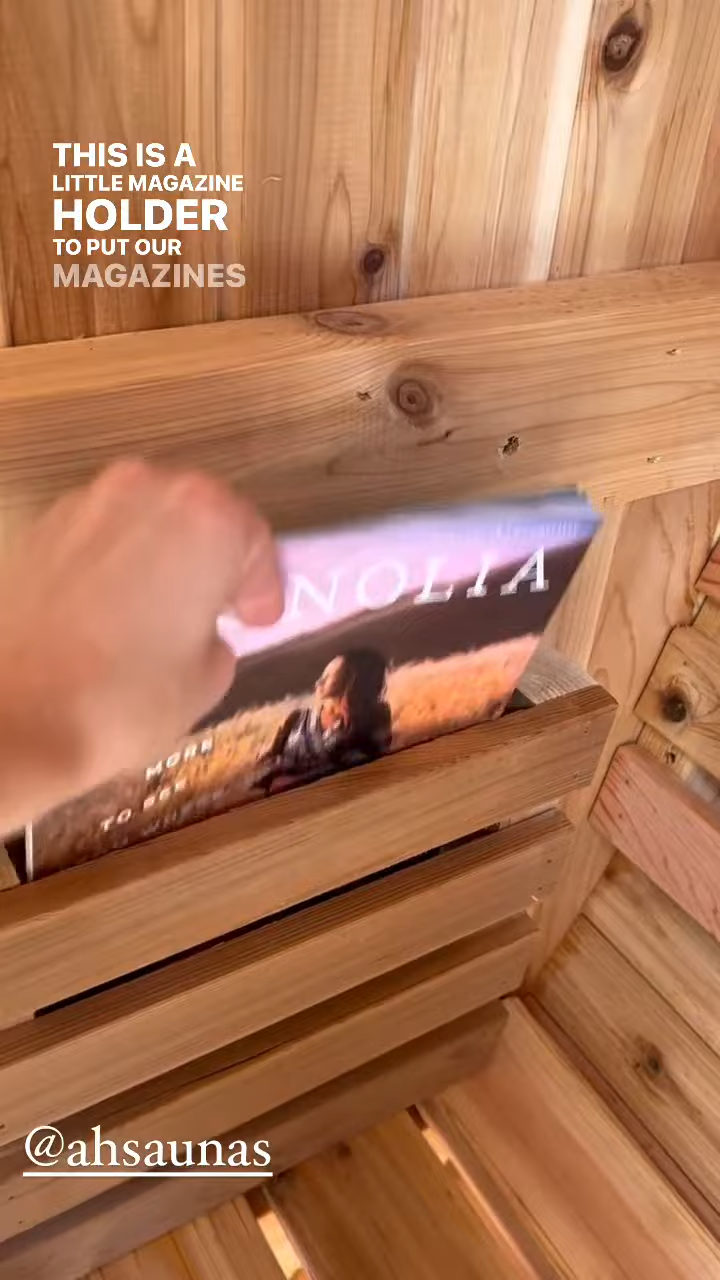 THIS IS A
LITTLE MAGAZINE
HOLDER
TO PUT OUR
MAGAZINES
NOLIA
MORE
TO SEE
@ahsaunas